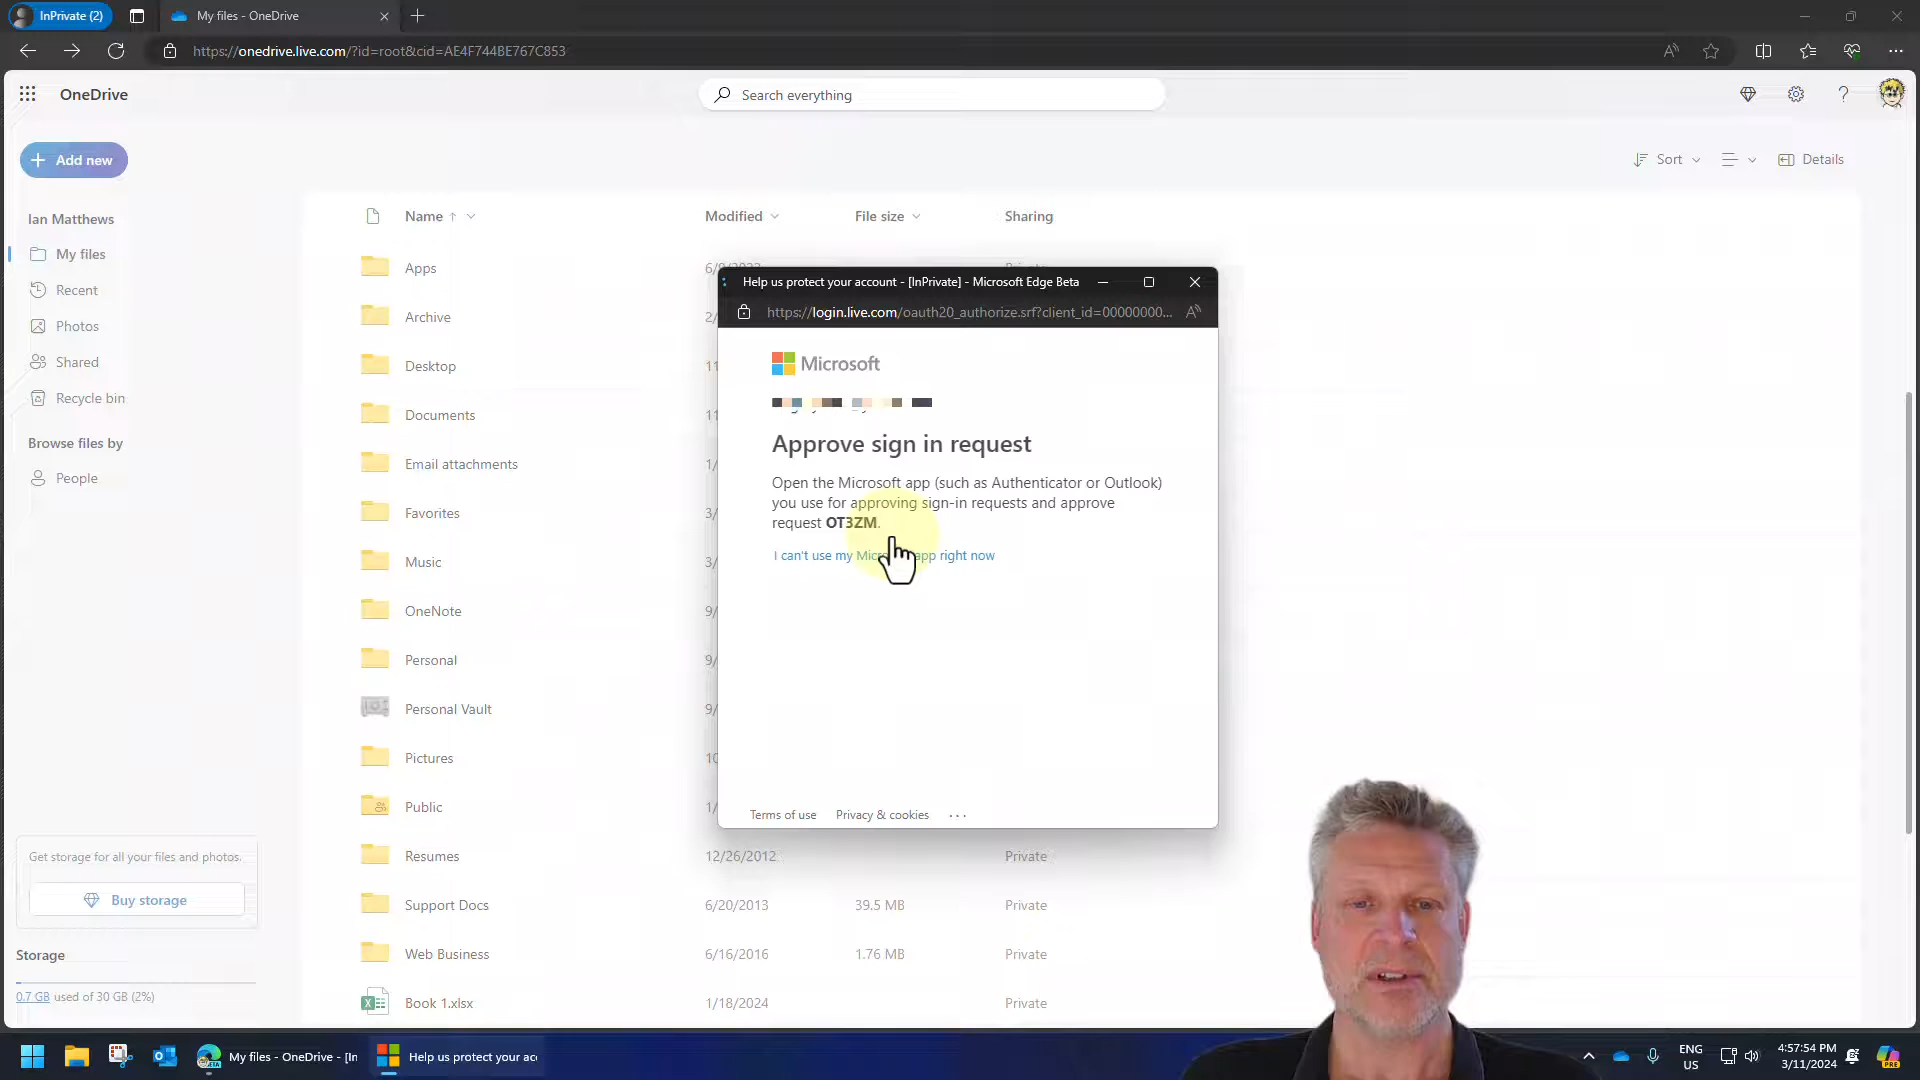 InPrivate (2)
My files - OneDrive
https://onedrive.live.com/?id=root&cid=AE4F744BE767C853
OneDrive
Search everything
Add new
Sort
Details
Ian Matthews
My files
Recent
Photos
Shared
Recycle bin
Browse files by
People
Name
Modified
File size
Sharing
Apps
Archive
Desktop
Documents
Email attachments
Favorites
Music
OneNote
Personal
Personal Vault
Pictures
Public
Resumes 12/26/2012 Private
Support Docs 6/20/2013 39.5 MB Private
Web Business 6/16/2016 1.76 MB Private
Book 1.xlsx 1/18/2024 Private
Help us protect your account - [InPrivate] - Microsoft Edge Beta
https://login.live.com/oauth20_authorize.srf?client_id=00000000...
Microsoft
Approve sign in request
Open the Microsoft app (such as Authenticator or Outlook)
you use for approving sign-in requests and approve
request OT3ZM.
I can't use my app right now
Terms of use
Privacy & cookies
...
Get storage for all your files and photos.
Buy storage
Storage
0.7 GB used of 30 GB (2%)
My files - OneDrive - [In
Help us protect your acc
ENG
US
4:57:54 PM
3/11/2024